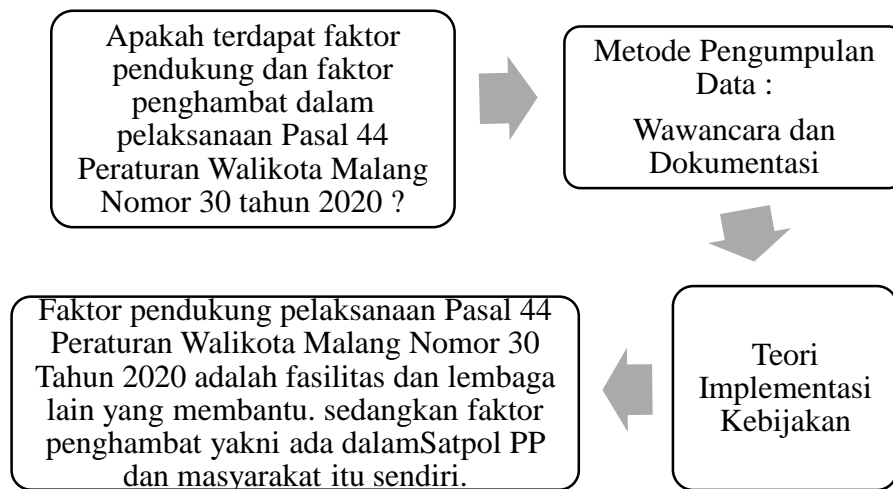 Apakah terdapat faktor
pendukung dan faktor
penghambat dalam
pelaksanaan Pasal 44
Peraturan Walikota Malang
Nomor 30 tahun 2020 ?
Metode Pengumpulan
Data :
Wawancara dan
Dokumentasi
Teori
Implementasi
Kebijakan
Faktor pendukung pelaksanaan Pasal 44
Peraturan Walikota Malang Nomor 30
Tahun 2020 adalah fasilitas dan lembaga
lain yang membantu. sedangkan faktor
penghambat yakni ada dalamSatpol PP
dan masyarakat itu sendiri.